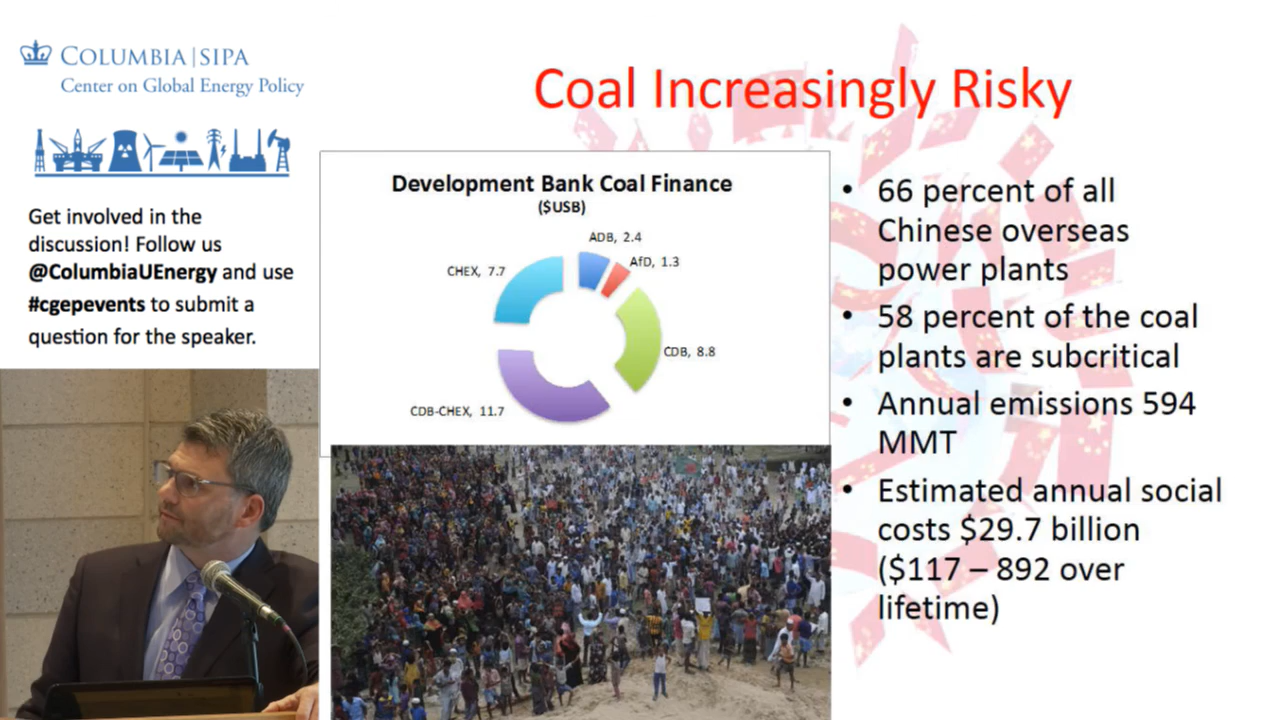 COLUMBIA | SIPA
Center on Global Energy Policy
Get involved in the
discussion! Follow us
@ColumbiaUEnergy and use
#cgepevents to submit a
question for the speaker.
Coal Increasingly Risky
Development Bank Coal Finance
($USB)
ADB, 2.4
AfD, 1.3
CHEX, 7.7
CDB, 8.8
CDB-CHEX, 11.7
• 66 percent of all
Chinese overseas
power plants
• 58 percent of the coal
plants are subcritical
• Annual emissions 594
MMT
• Estimated annual social
costs $29.7 billion
($117 – 892 over
lifetime)